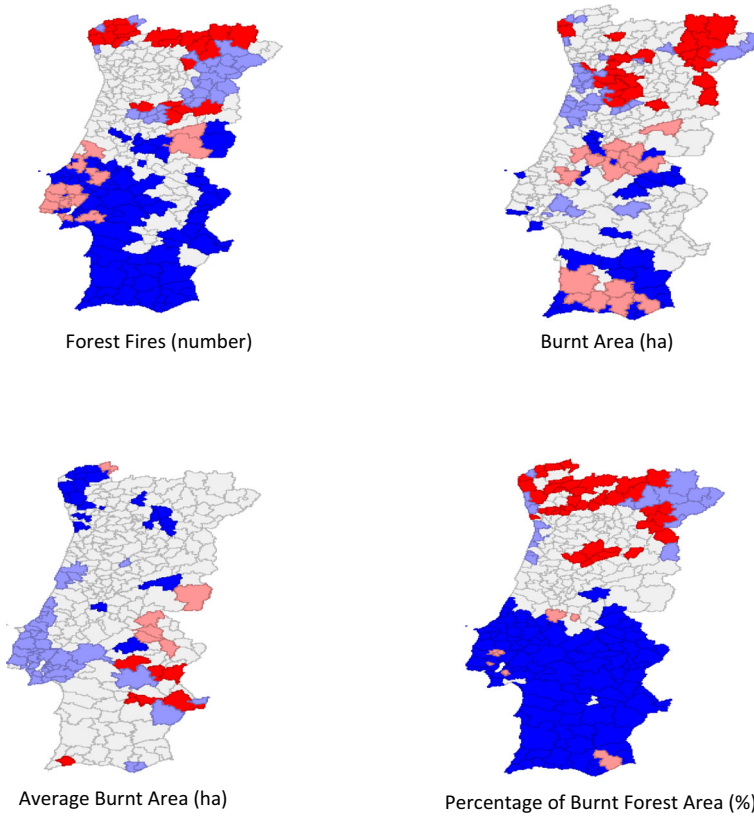 Forest Fires (number)
Burnt Area (ha)
Average Burnt Area (ha)
Percentage of Burnt Forest Area (%)